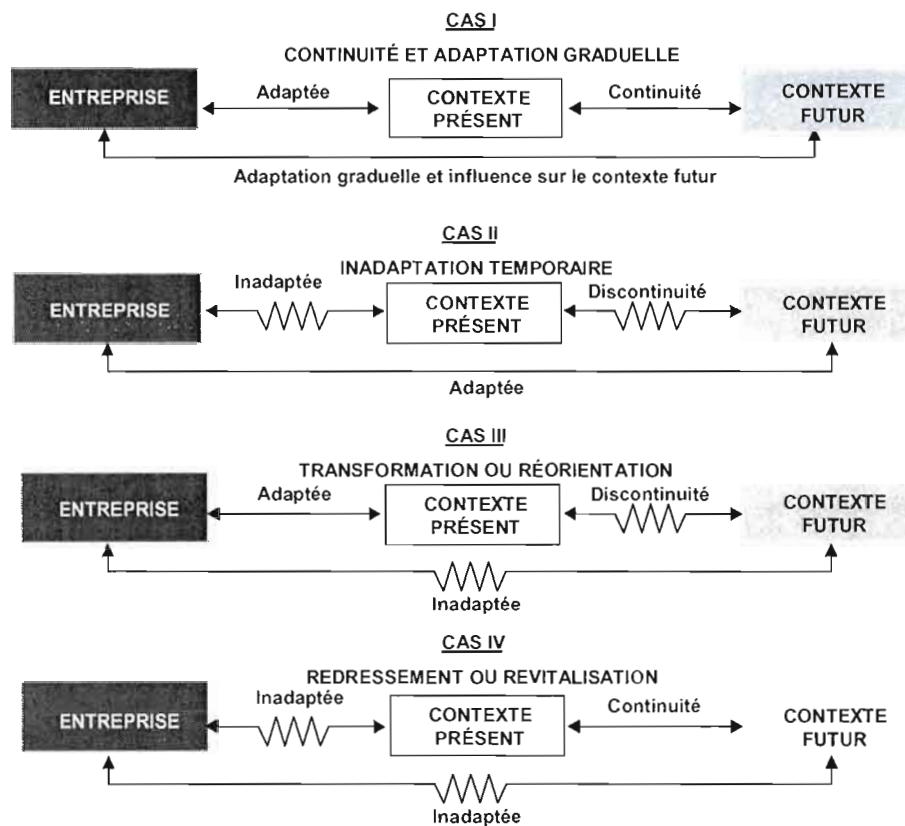 CAS I
CONTINUITÉ ET ADAPTATION GRADUELLE
ENTREPRISE
Adaptée
CONTEXTE
PRÉSENT
Continuité
CONTEXTE
FUTUR
Adaptation graduelle et influence sur le contexte futur
CAS II
INADAPTATION TEMPORAIRE
ENTREPRISE
Inadaptée
CONTEXTE
PRÉSENT
Discontinuité
CONTEXTE
FUTUR
Adaptée
CAS III
TRANSFORMATION OU RÉORIENTATION
ENTREPRISE
Adaptée
CONTEXTE
PRÉSENT
Discontinuité
CONTEXTE
FUTUR
Inadaptée
CAS IV
REDRESSEMENT OU REVITALISATION
ENTREPRISE
Inadaptée
CONTEXTE
PRÉSENT
Continuité
CONTEXTE
FUTUR
Inadaptée